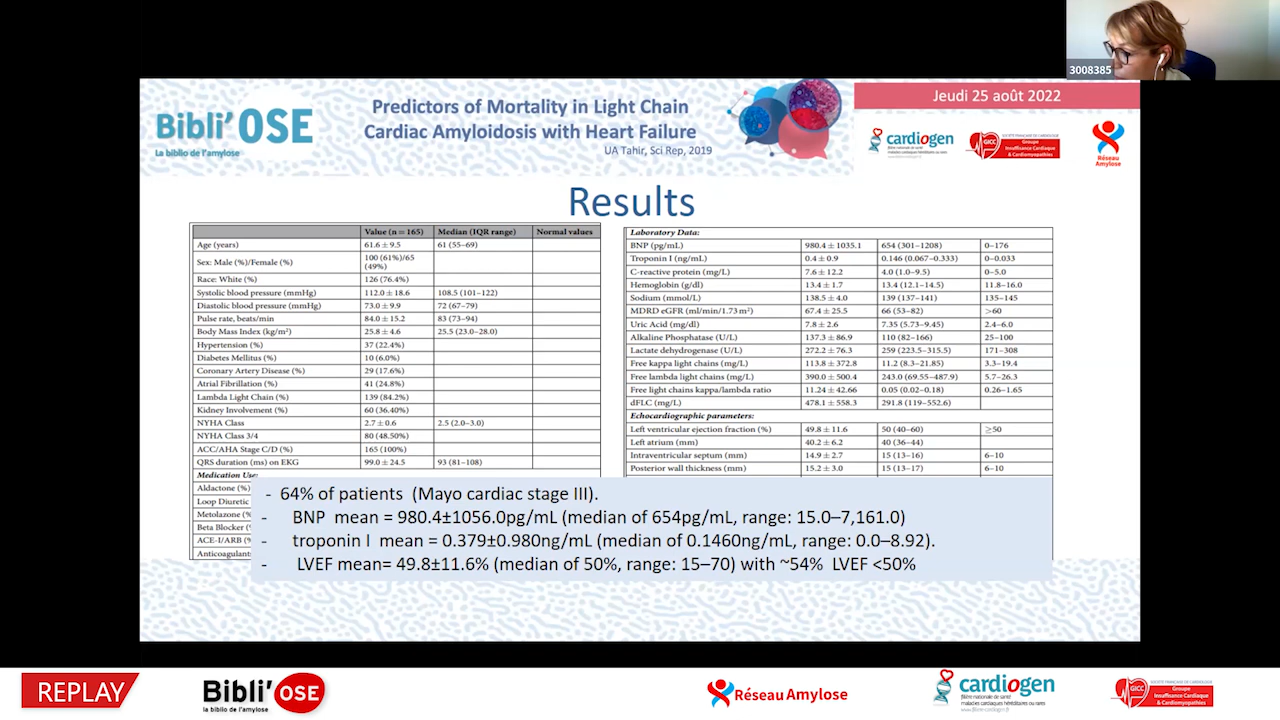 3008385
Bibli'OSE
La biblio de l'amylose
Predictors of Mortality in Light Chain
Cardiac Amyloidosis with Heart Failure
UA Tahir, Sci Rep, 2019
Jeudi 25 août 2022
cardiogen
GICC
Groupe
Insuffisance Cardiaque
& Cardiomyopathies
Réseau
Amylose
Results
Value (n = 165) Median (IQR range) Normal values
Age (years) 61.6 ± 9.5 61 (55–69)
Sex: Male (%)/Female (%) 100 (61%)/65
(49%)
Race: White (%) 126 (76.4%)
Systolic blood pressure (mmHg) 112.0 ± 18.6 108.5 (101–122)
Diastolic blood pressure (mmHg) 73.0 ± 9.9 72 (67–79)
Pulse rate, beats/min 84.0 ± 15.2 83 (73–94)
Body Mass Index (kg/m²) 25.8 ± 4.6 25.5 (23.0–28.0)
Hypertension (%) 37 (22.4%)
Diabetes Mellitus (%) 10 (6.0%)
Coronary Artery Disease (%) 29 (17.6%)
Atrial Fibrillation (%) 41 (24.8%)
Lambda Light Chain (%) 139 (84.2%)
Kidney Involvement (%) 60 (36.40%)
NYHA Class 2.7 ± 0.6 2.5 (2.0–3.0)
NYHA Class 3/4 80 (48.50%)
ACC/AHA Stage C/D (%) 165 (100%)
QRS duration (ms) on EKG 99.0 ± 24.5 93 (81–108)
Medication Use:
Aldactone (%)
Loop Diuretic
Metolazone (%
Beta Blocker (%
ACE-I/ARB (%
Anticoagulant
Laboratory Data:
BNP (pg/mL) 980.4 ± 1035.1 654 (301–1208) 0–176
Troponin I (ng/mL) 0.4 ± 0.9 0.146 (0.067–0.333) 0–0.033
C-reactive protein (mg/L) 7.6 ± 12.2 4.0 (1.0–9.5) 0–5.0
Hemoglobin (g/dl) 13.4 ± 1.7 13.4 (12.1–14.5) 11.8–16.0
Sodium (mmol/L) 138.5 ± 4.0 139 (137–141) 135–145
MDRD eGFR (ml/min/1.73 m²) 67.4 ± 25.5 66 (53–82) >60
Uric Acid (mg/dl) 7.8 ± 2.6 7.35 (5.73–9.45) 2.4–6.0
Alkaline Phosphatase (U/L) 137.3 ± 86.9 110 (82–166) 25–100
Lactate dehydrogenase (U/L) 272.2 ± 76.3 259 (223.5–315.5) 171–308
Free kappa light chains (mg/L) 113.8 ± 372.8 11.2 (8.3–21.85) 3.3–19.4
Free lambda light chains (mg/L) 390.0 ± 500.4 243.0 (69.55–487.9) 5.7–26.3
Free light chains kappa/lambda ratio 11.24 ± 42.66 0.05 (0.02–0.18) 0.26–1.65
dFLC (mg/L) 478.1 ± 558.3 291.8 (119–552.6)
Echocardiographic parameters:
Left ventricular ejection fraction (%) 49.8 ± 11.6 50 (40–60) ≥50
Left atrium (mm) 40.2 ± 6.2 40 (36–44)
Intraventricular septum (mm) 14.9 ± 2.7 15 (13–16) 6–10
Posterior wall thickness (mm) 15.2 ± 3.0 15 (13–17) 6–10
- 64% of patients (Mayo cardiac stage III).
- BNP mean = 980.4±1056.0pg/mL (median of 654pg/mL, range: 15.0–7,161.0)
- troponin I mean = 0.379±0.980ng/mL (median of 0.1460ng/mL, range: 0.0–8.92).
- LVEF mean= 49.8±11.6% (median of 50%, range: 15–70) with ~54% LVEF <50%
REPLAY
Bibli'OSE
la biblio de l'amylose
Réseau Amylose
cardiogen
filière nationale de santé
maladies cardiaques héréditaires ou rares
SOCIÉTÉ FRANÇAISE DE CARDIOLOGIE
GICC
Groupe
Insuffisance Cardiaque
& Cardiomyopathies